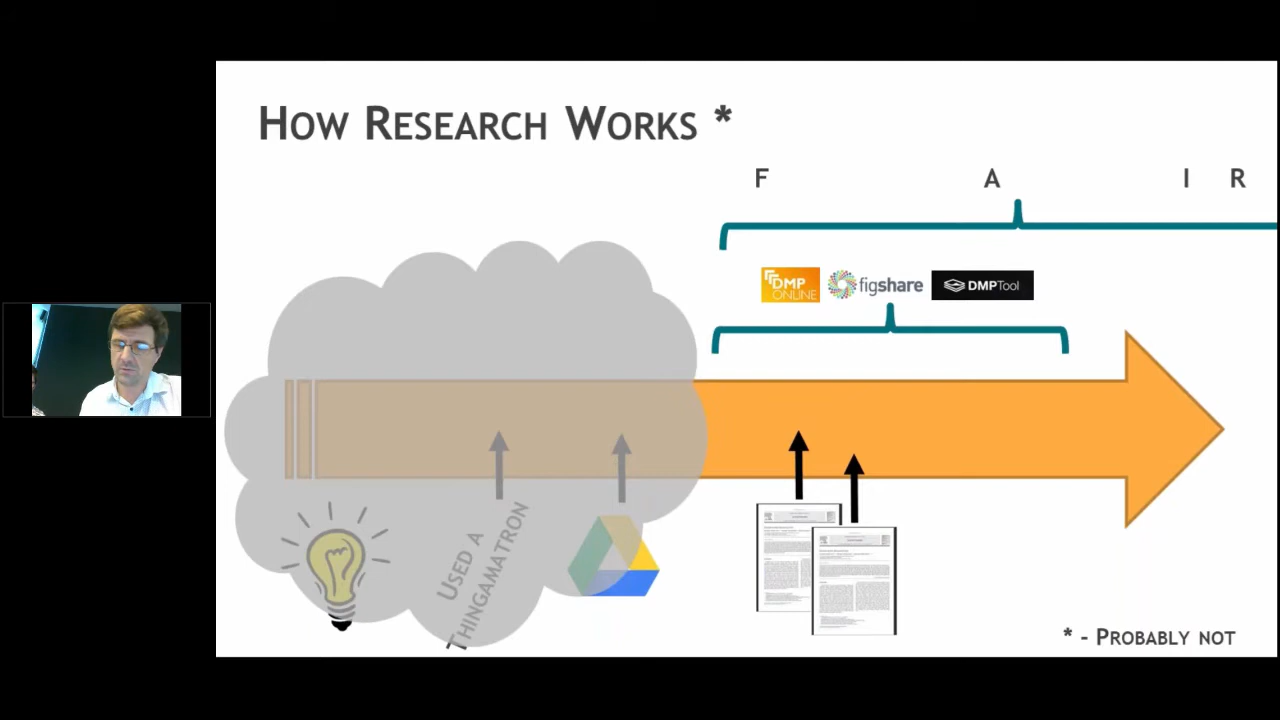 HOW RESEARCH WORKS *
F A I R
DMP ONLINE figshare DMPTool
USED A
THINGAMATRON
* - PROBABLY NOT